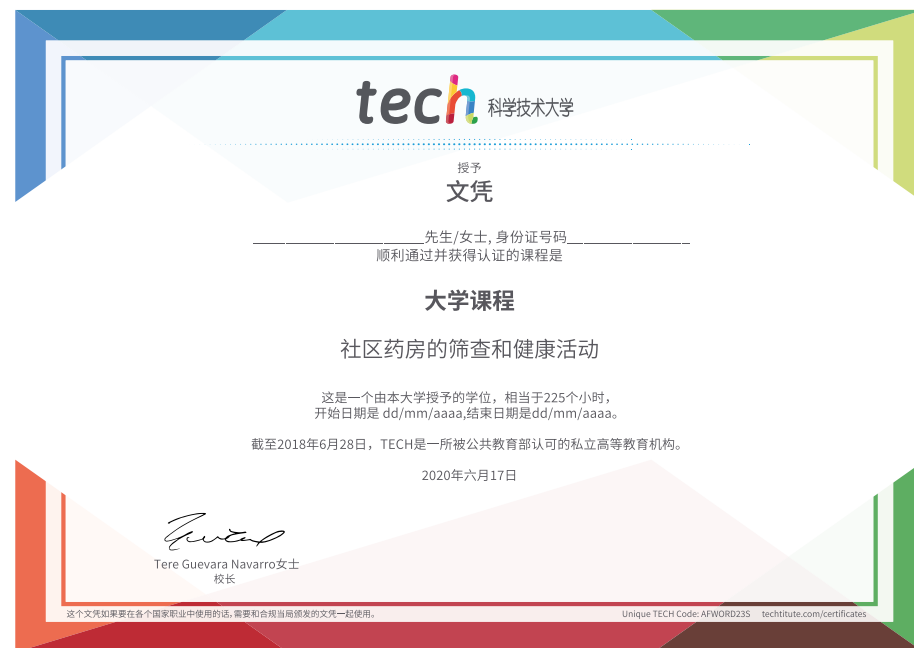 tech 科学技术大学
授予
文凭
_____________________先生/女士, 身份证号码_______________
顺利通过并获得认证的课程是
大学课程
社区药房的筛查和健康活动
这是一个由本大学授予的学位，相当于225个小时，
开始日期是 dd/mm/aaaa,结束日期是dd/mm/aaaa。
截至2018年6月28日，TECH是一所被公共教育部认可的私立高等教育机构。
2020年六月17日
Tere Guevara Navarro女士
校长
这个文凭如果要在各个国家职业中使用的话,需要和合规当局颁发的文凭一起使用。
Unique TECH Code: AFWORD23S techtitute.com/certificates